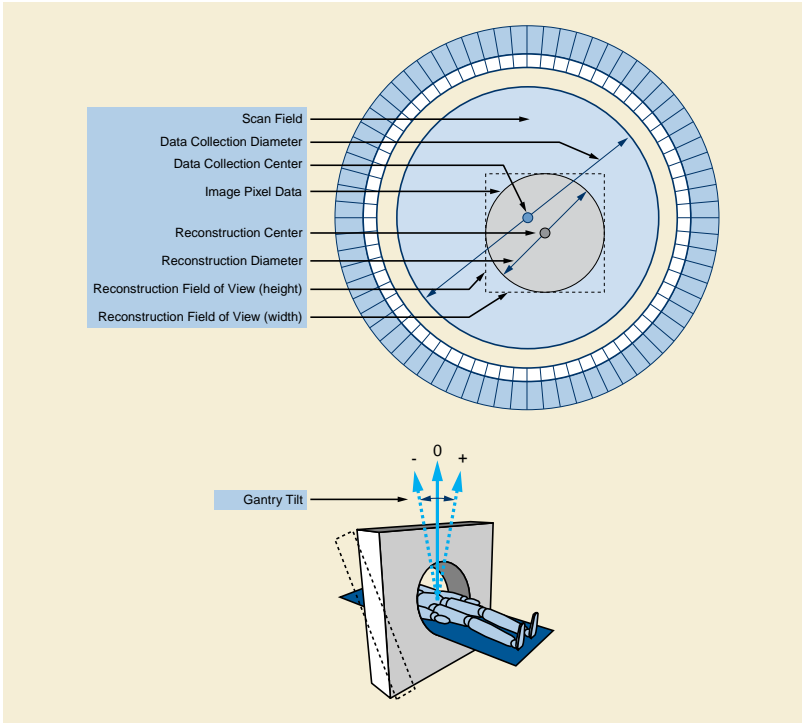 Scan Field
Data Collection Diameter
Data Collection Center
Image Pixel Data
Reconstruction Center
Reconstruction Diameter
Reconstruction Field of View (height)
Reconstruction Field of View (width)
- 0 +
Gantry Tilt